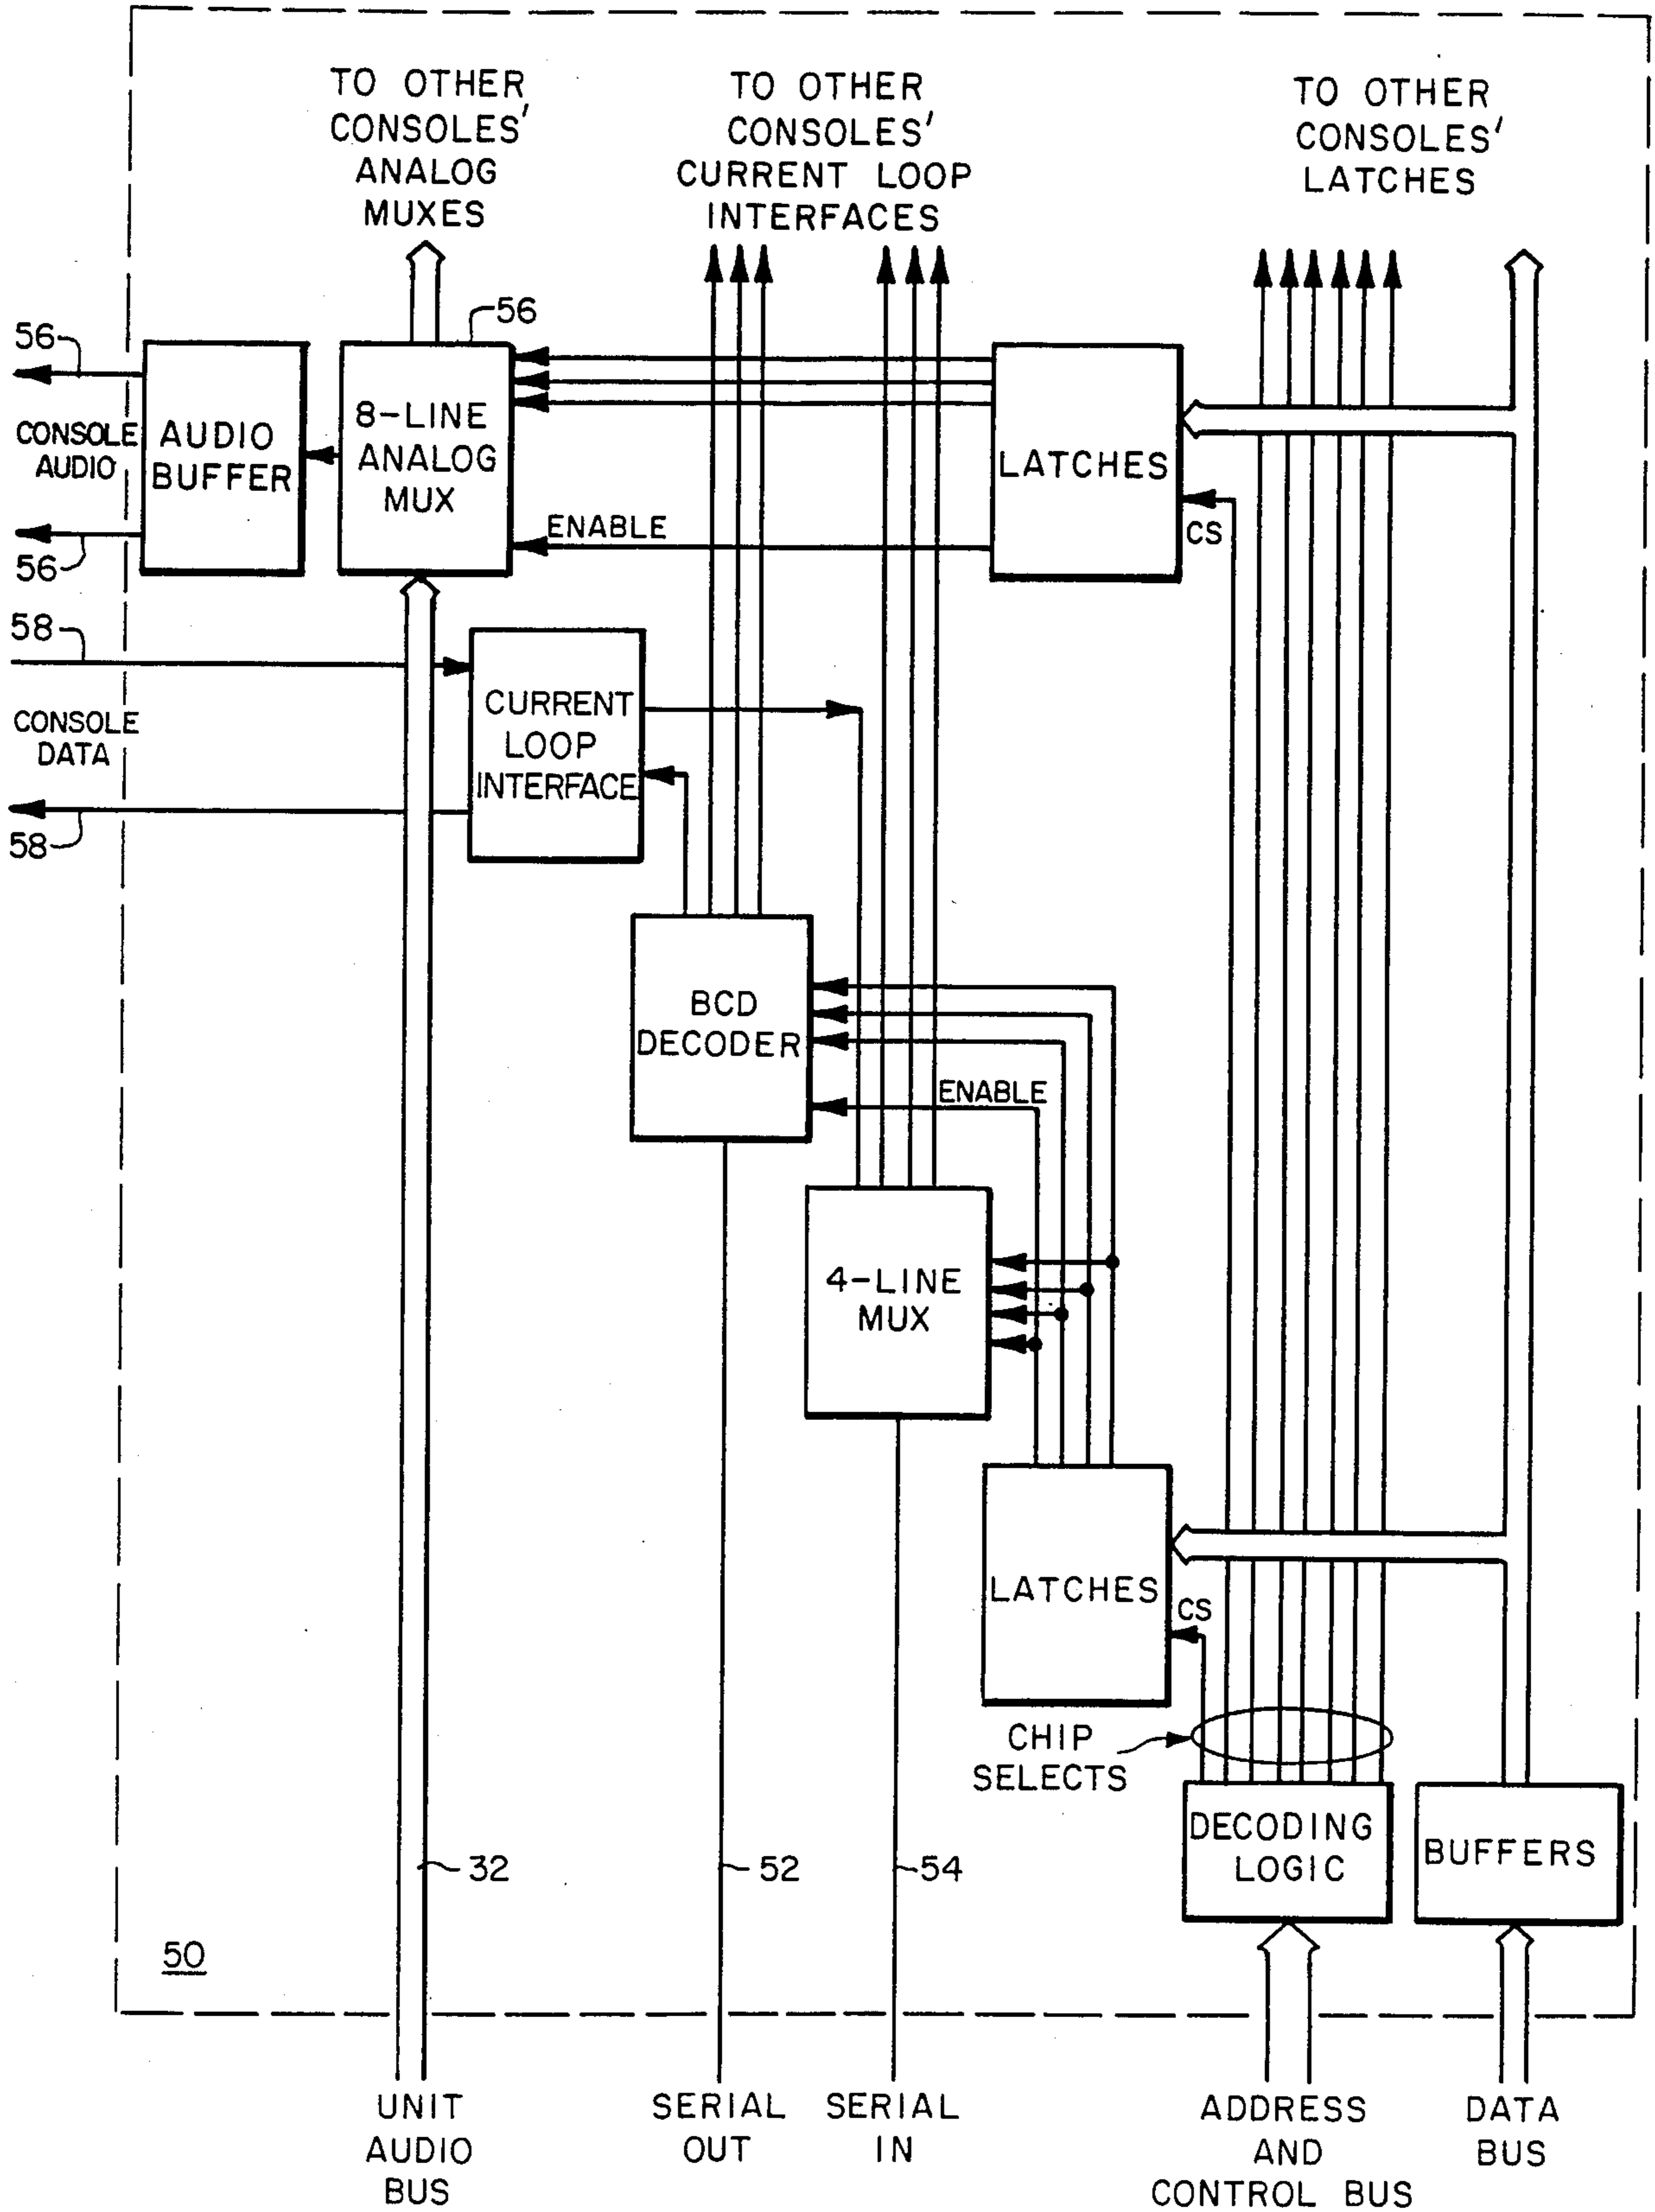 TO OTHER
CONSOLES'
ANALOG
MUXES
TO OTHER
CONSOLES'
CURRENT LOOP
INTERFACES
TO OTHER
CONSOLES'
LATCHES
56
56
CONSOLE
AUDIO
AUDIO
BUFFER
8-LINE
ANALOG
MUX
LATCHES
ENABLE
CS
56
58
CONSOLE
DATA
CURRENT
LOOP
INTERFACE
58
BCD
DECODER
ENABLE
4-LINE
MUX
LATCHES
CS
CHIP
SELECTS
DECODING
LOGIC
BUFFERS
32
52
54
50
UNIT
AUDIO
BUS
SERIAL
OUT
SERIAL
IN
ADDRESS
AND
CONTROL BUS
DATA
BUS